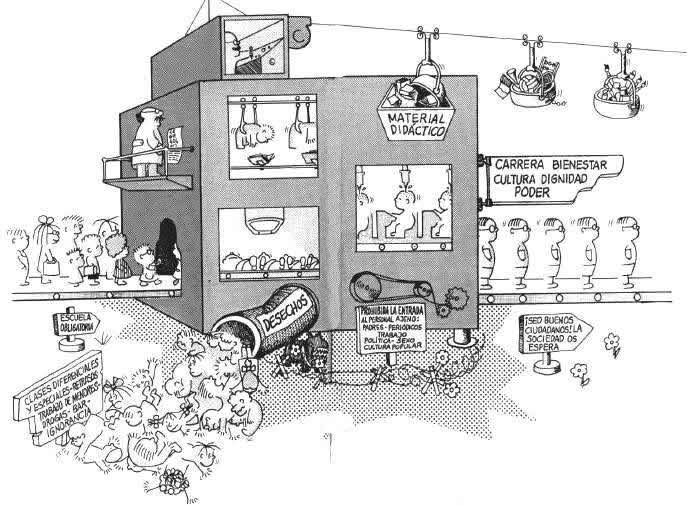 MATERIAL
DIDÁCTICO
CARRERA BIENESTAR
CULTURA DIGNIDAD
PODER
ESCUELA
OBLIGATORIA
DESECHOS
PROHIBIDA LA ENTRADA
AL PERSONAL AJENO:
PADRES - PERIÓDICOS
TRABAJO
POLÍTICA - SEXO
CULTURA POPULAR
¡SED BUENOS
CIUDADANOS! LA
SOCIEDAD OS
ESPERA
CLASES DIFERENCIALES
Y ESPECIALES - RETRASOS
TRABAJO DE MENORES -
DROGAS - BAR -
IGNORANCIA